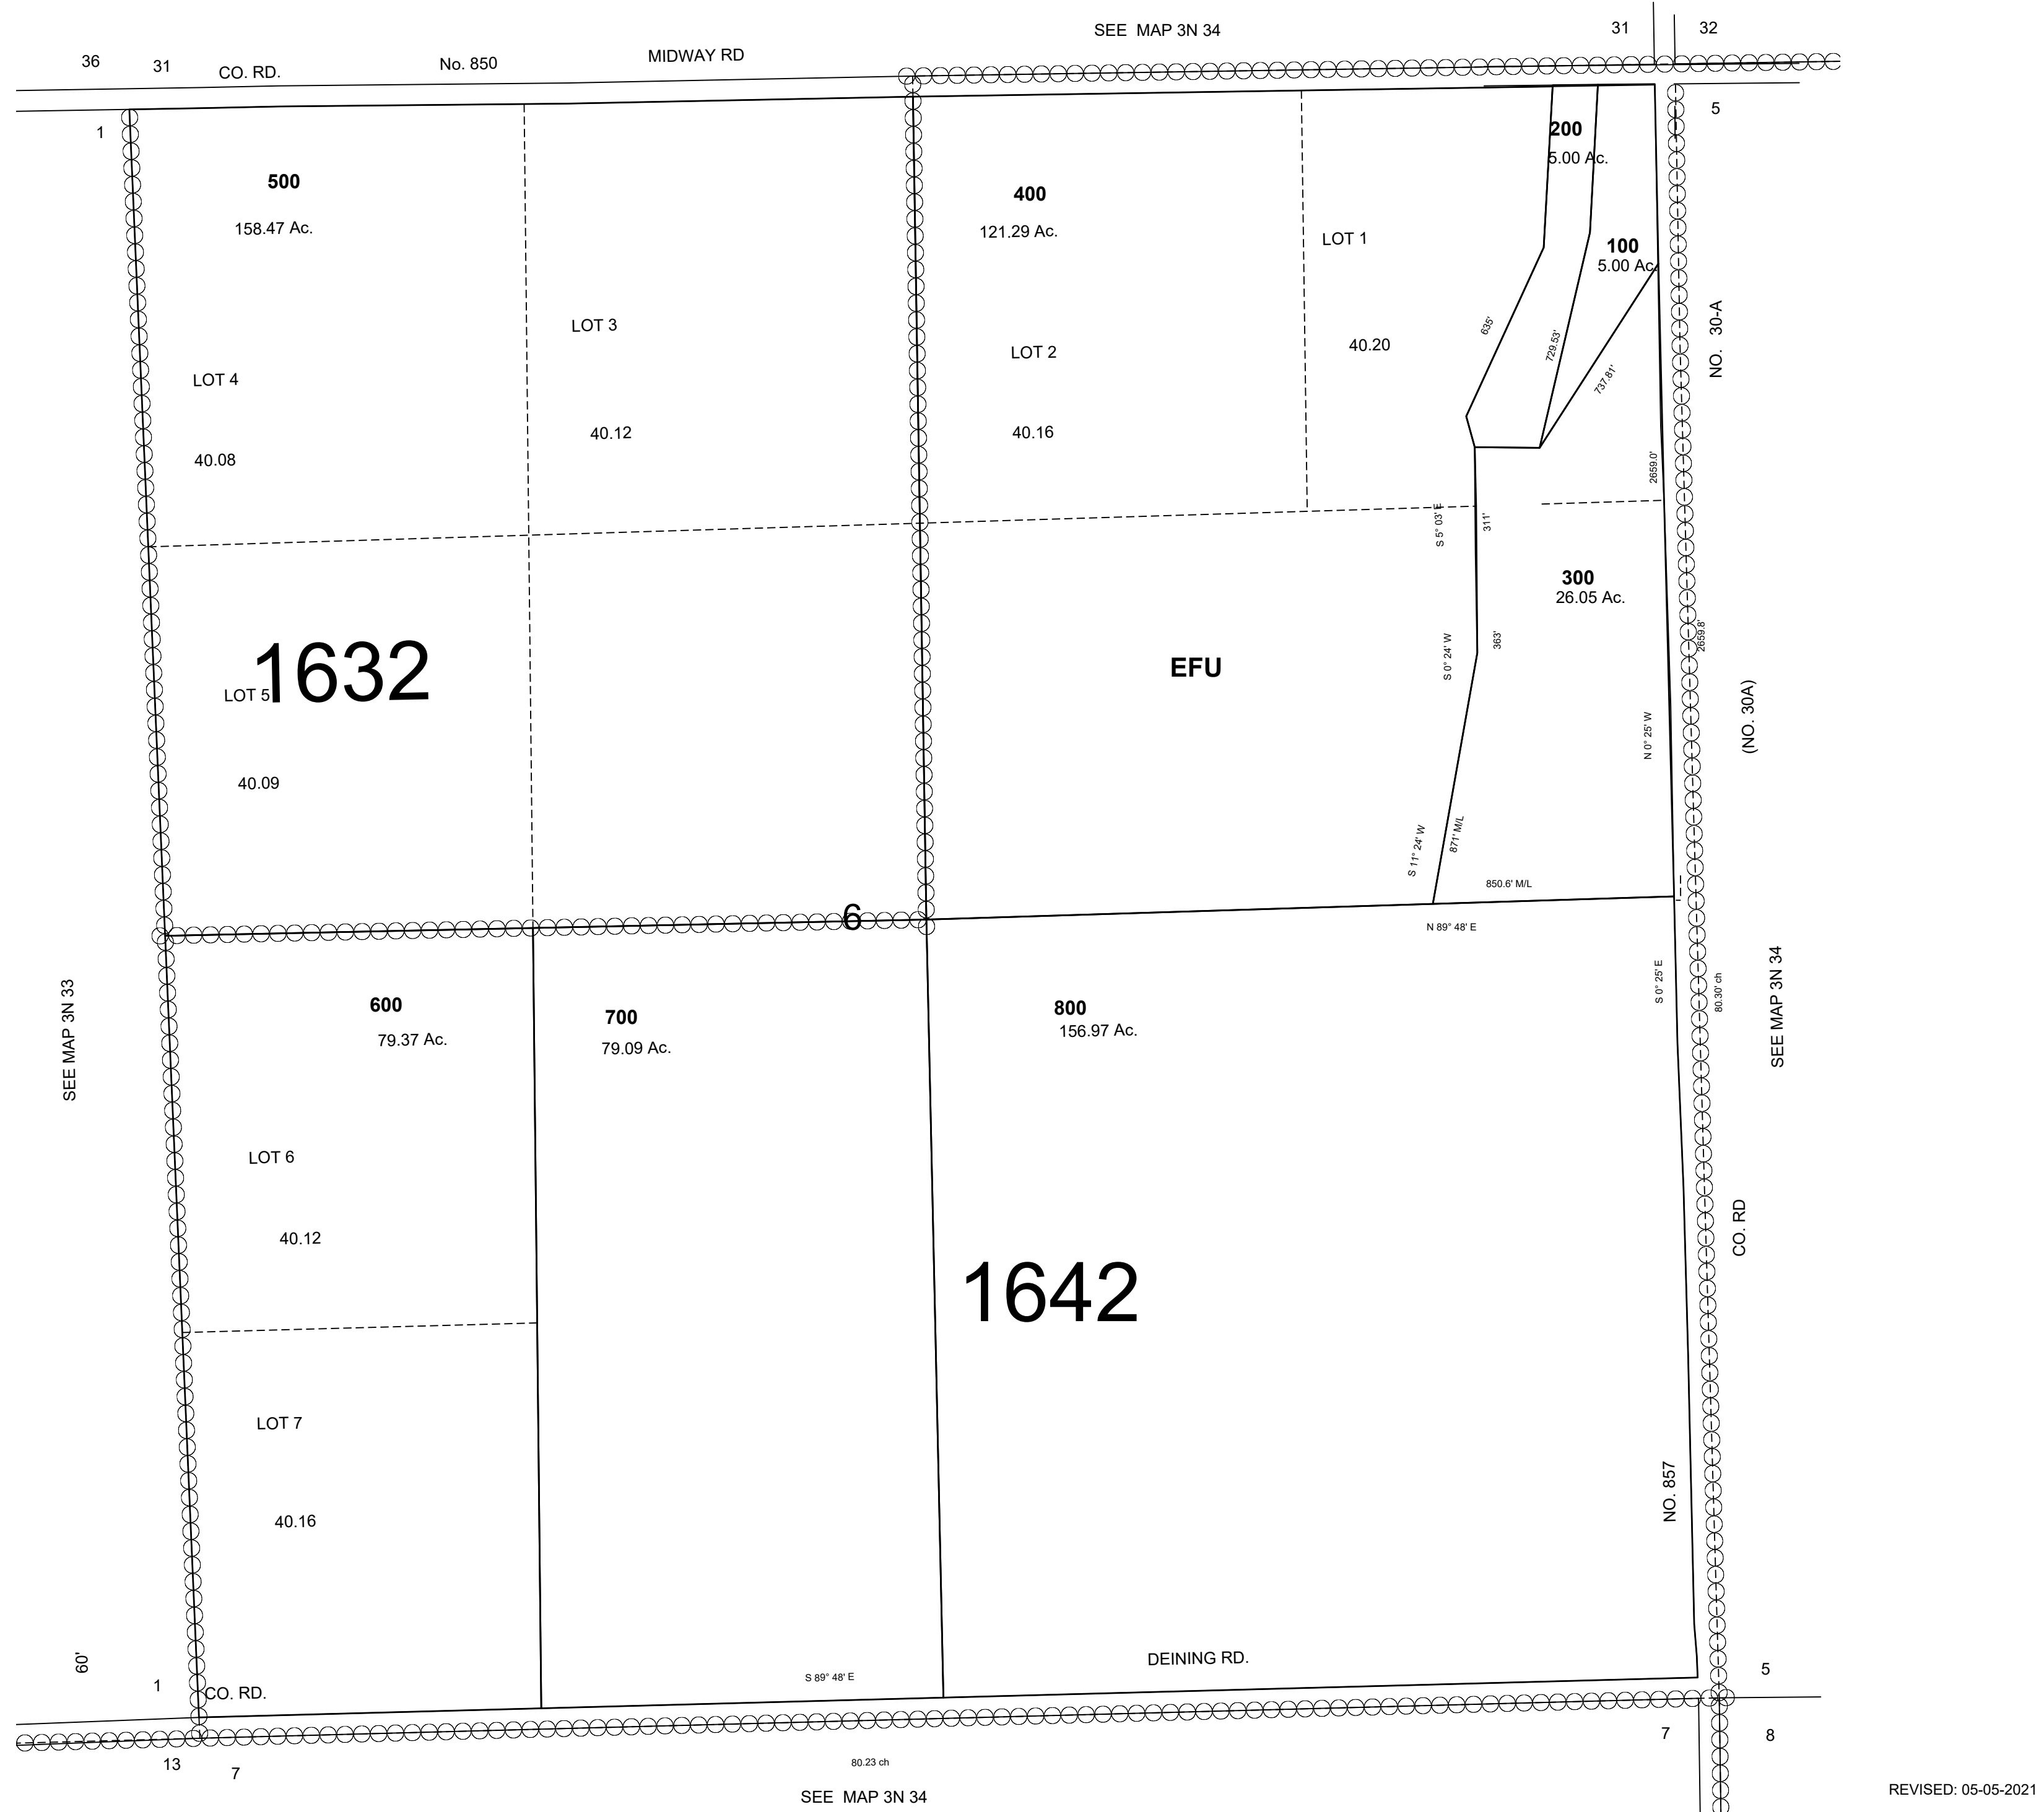 SEE MAP 3N 34
31
32
36
31
CO. RD.
No. 850
MIDWAY RD
1
5
200
5.00 Ac.
500
158.47 Ac.
400
121.29 Ac.
LOT 1
100
5.00 Ac.
NO. 30-A
LOT 3
635'
729.53'
LOT 2
40.20
737.81'
LOT 4
40.12
40.16
40.08
2659.0'
S 5° 03' E
311'
300
26.05 Ac.
1632
LOT 5
EFU
S 0° 24' W
363'
2659.8'
N 0° 25' W
(NO. 30A)
40.09
S 11° 24' W
871' M/L
850.6' M/L
6
N 89° 48' E
SEE MAP 3N 33
600
79.37 Ac.
700
79.09 Ac.
800
156.97 Ac.
S 0° 25' E
80.30' ch
SEE MAP 3N 34
LOT 6
40.12
CO. RD
1642
LOT 7
40.16
NO. 857
60'
1
CO. RD.
S 89° 48' E
DEINING RD.
5
13
7
80.23 ch
7
8
SEE MAP 3N 34
REVISED: 05-05-2021